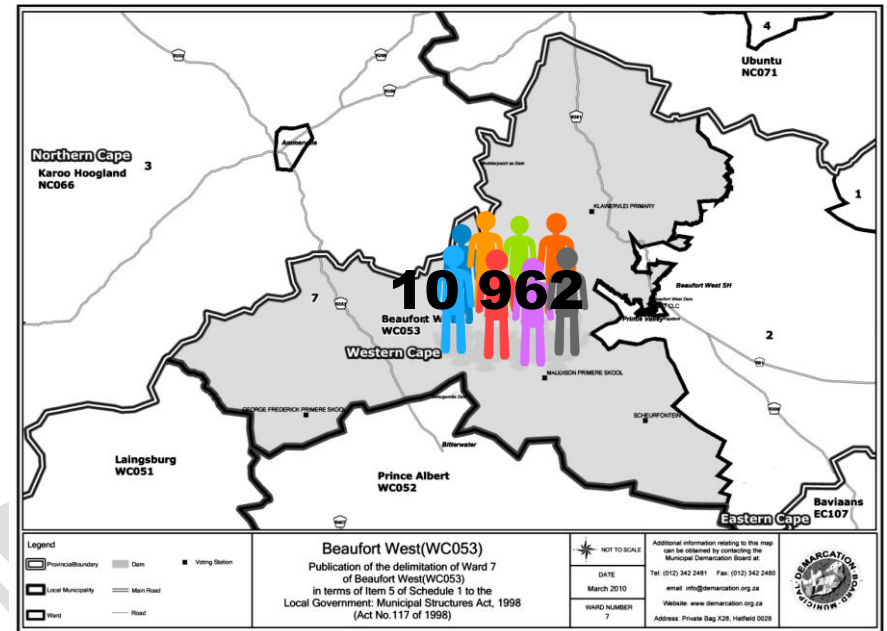 4
Ubuntu
NC071
Northern Cape
Karoo Hoogland
NC066
3
1
KLAWERVLEI PRIMARY
10 962
7
Beaufort W
WC053
Western Cape
Beaufort West SH
Beaufort West Dam
CLC
Prince Valley
2
MADDISON PRIMERE SKOOL
GEORGE FREDERICK PRIMERE SKOOL
SCHEURFONTEIN
Bitterwater
Laingsburg
WC051
Prince Albert
WC052
Baviaans
EC107
Eastern Cape
Legend
ProvincialBoundary
Dam
Voting Station
Local Municipality
Main Road
Ward
Road
Beaufort West(WC053)
Publication of the delimitation of Ward 7
of Beaufort West(WC053)
in terms of Item 5 of Schedule 1 to the
Local Government: Municipal Structures Act, 1998
(Act No.117 of 1998)
NOT TO SCALE
DATE
March 2010
WARD NUMBER
7
Additional information relating to this map
can be obtained by contacting the
Municipal Demarcation Board at:
Tel: (012) 342 2481 Fax: (012) 342 2480
email: info@demarcation.org.za
Website: www.demarcation.org.za
Address: Private Bag X28, Hatfield 0028
MUNICIPAL DEMARCATION BOARD